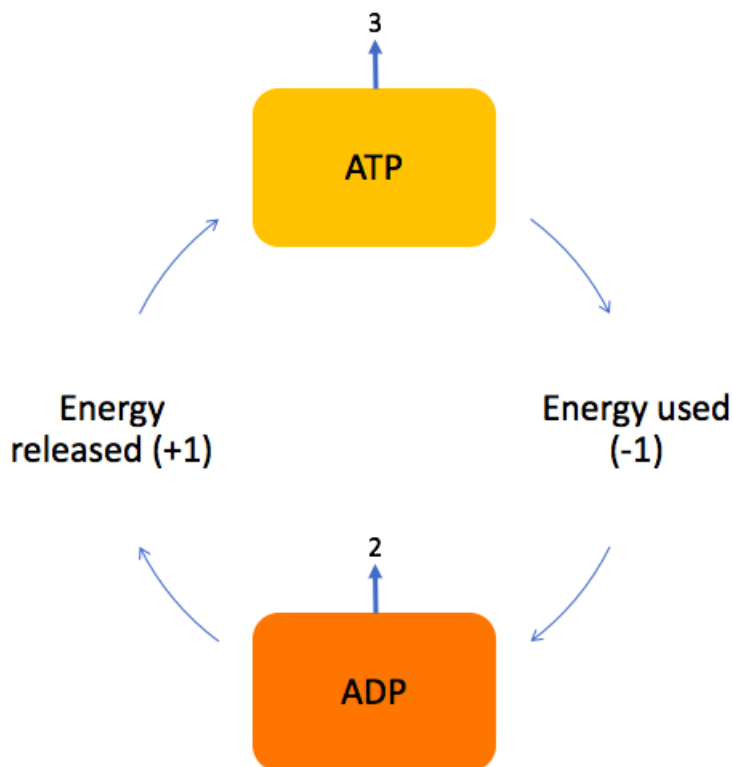 3
ATP
Energy
released (+1)
Energy used
(-1)
2
ADP